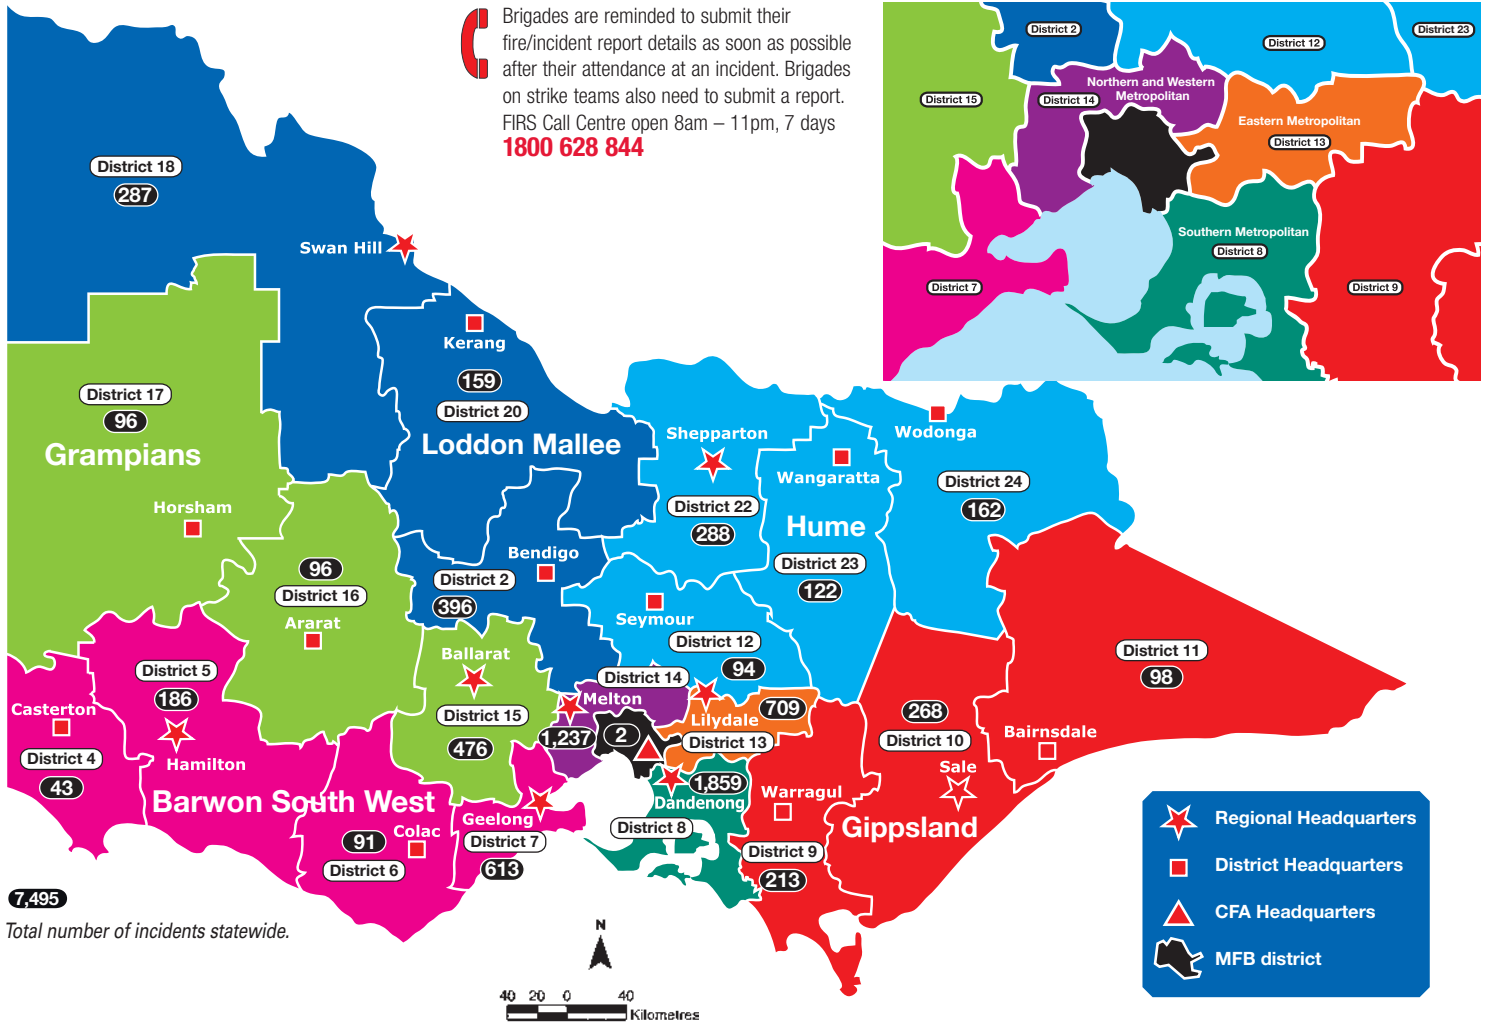 Brigades are reminded to submit their
fire/incident report details as soon as possible
after their attendance at an incident. Brigades
on strike teams also need to submit a report.
FIRS Call Centre open 8am – 11pm, 7 days
1800 628 844
District 2
District 12
District 23
Northern and Western
Metropolitan
District 15
District 14
Eastern Metropolitan
District 13
Southern Metropolitan
District 8
District 7
District 9
District 18
287
Swan Hill
Kerang
159
District 20
Loddon Mallee
District 17
96
Grampians
Horsham
Shepparton
District 22
288
Wangaratta
Hume
District 23
122
Wodonga
District 24
162
96
District 16
Ararat
Bendigo
District 2
396
Seymour
District 12
94
District 11
98
Bairnsdale
268
District 10
Sale
Gippsland
Warragul
District 9
213
Ballarat
District 15
476
District 14
Melton
1,237
2
709
Lilydale
District 13
1,859
Dandenong
District 8
District 5
186
Hamilton
Casterton
District 4
43
Barwon South West
91
Colac
District 6
Geelong
District 7
613
7,495
Total number of incidents statewide.
N
40 20 0 40
Kilometres
Regional Headquarters
District Headquarters
CFA Headquarters
MFB district